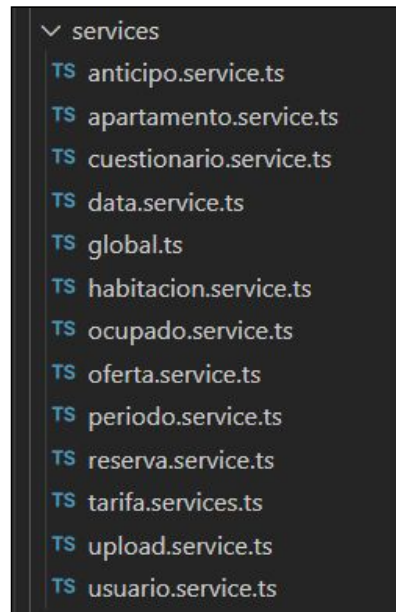 services
TS anticipo.service.ts
TS apartamento.service.ts
TS cuestionario.service.ts
TS data.service.ts
TS global.ts
TS habitacion.service.ts
TS ocupado.service.ts
TS oferta.service.ts
TS periodo.service.ts
TS reserva.service.ts
TS tarifa.services.ts
TS upload.service.ts
TS usuario.service.ts